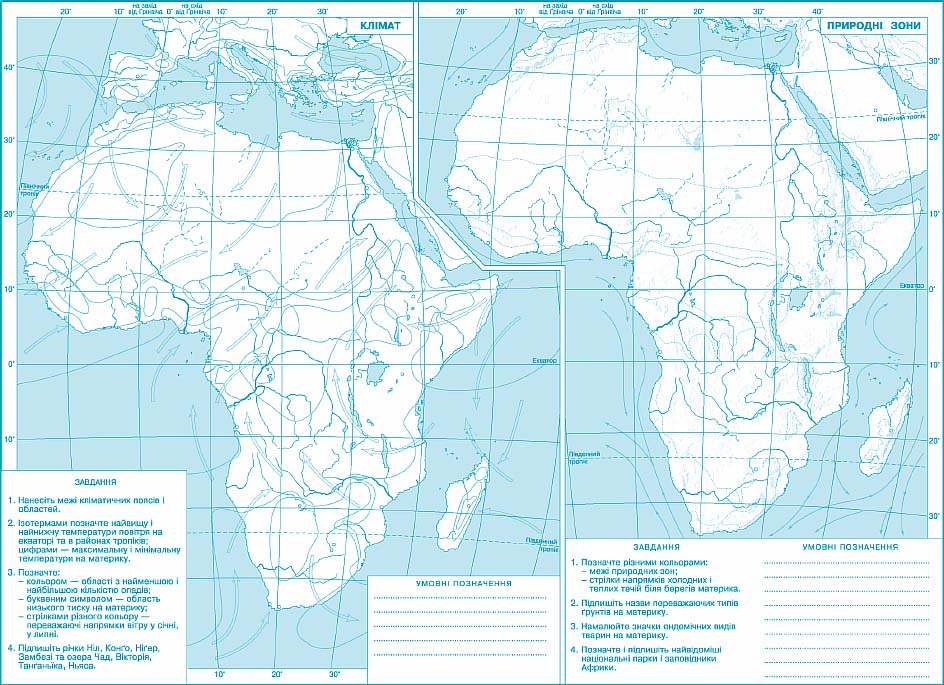 20°
на захід
від Грінвіча
на схід
від Грінвіча
10°
0°
10°
20°
30°
КЛІМАТ
40°
30°
Північний
тропік
20°
10°
10°
0°
Екватор
10°
Південний
тропік
10°
20°
30°
ЗАВДАННЯ
1. Нанесіть межі кліматичних поясів і
областей.
2. Ізотермами позначте найвищу і
найнижчу температури повітря на
екваторі та в районах тропіків;
цифрами — максимальну і мінімальну
температури на материку.
3. Позначте:
– кольором — області з найменшою і
найбільшою кількістю опадів;
– буквеним символом — область
низького тиску на материку;
– стрілками різного кольору —
переважаючі напрямки вітру у січні,
у липні.
4. Підпишіть річки Ніл, Конго, Нігер,
Замбезі та озера Чад, Вікторія,
Танганьїка, Ньяса.
УМОВНІ ПОЗНАЧЕННЯ
20°
на захід
від Грінвіча
на схід
від Грінвіча
10°
0°
10°
20°
30°
40°
ПРИРОДНІ ЗОНИ
30°
Північний тропік
10°
Екватор
0°
10°
Південний
тропік
20°
30°
ЗАВДАННЯ
1. Позначте різними кольорами:
– межі природних зон;
– стрілки напрямків холодних і
теплих течій біля берегів материка.
2. Підпишіть назви переважаючих типів
ґрунтів на материку.
3. Намалюйте значки ендемічних видів
тварин на материку.
4. Позначте і підпишіть найвідоміші
національні парки і заповідники
Африки.
УМОВНІ ПОЗНАЧЕННЯ